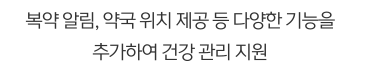 복약 알림, 약국 위치 제공 등 다양한 기능을
추가하여 건강 관리 지원